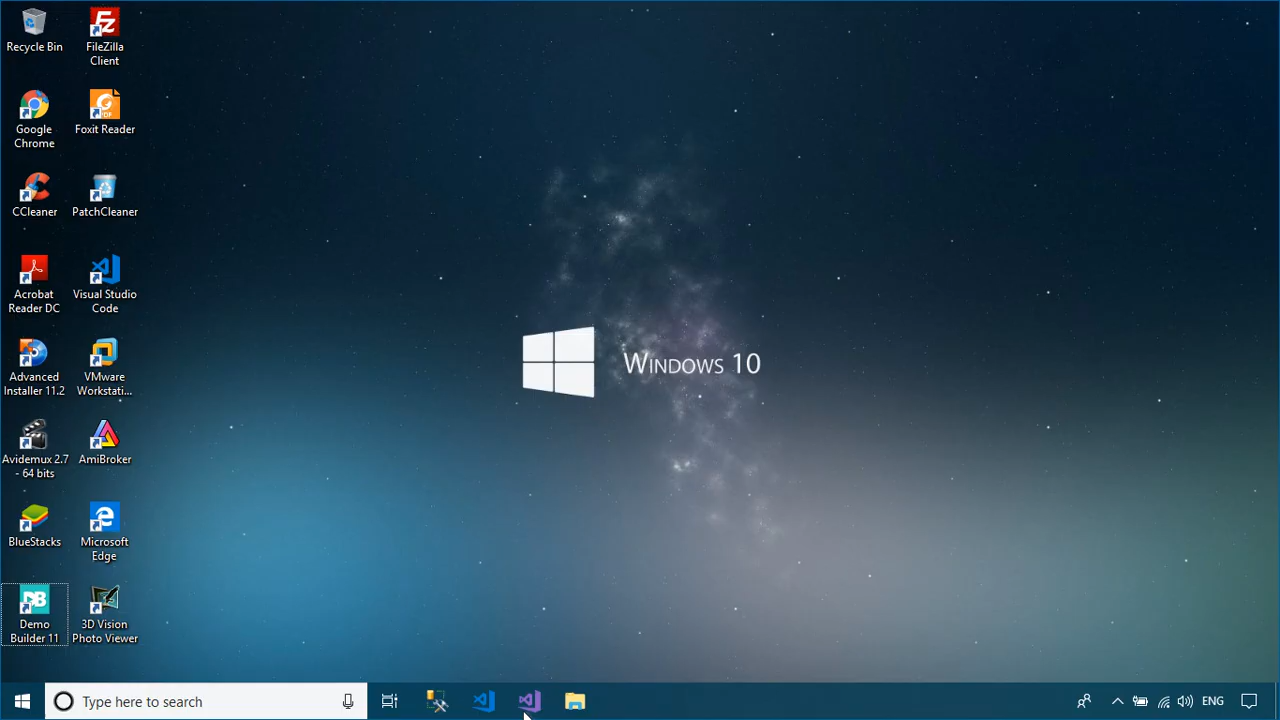 Recycle Bin
FileZilla
Client
Google
Chrome
Foxit Reader
CCleaner
PatchCleaner
Acrobat
Reader DC
Visual Studio
Code
Advanced
Installer 11.2
VMware
Workstati...
Avidemux 2.7
- 64 bits
AmiBroker
BlueStacks
Microsoft
Edge
DB
Demo
Builder 11
3D Vision
Photo Viewer
Windows 10
Type here to search
ENG